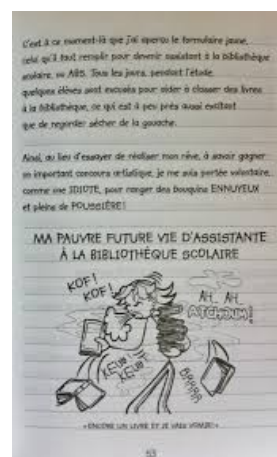 C'est à ce moment-là que j'ai aperçu le formulaire jaune,
celui qu'il faut remplir pour devenir assistant à la bibliothèque
scolaire, ou ABS. Tous les jours, pendant l'étude,
quelques élèves sont excusés pour aider à classer des livres
à la bibliothèque, ce qui est à peu près aussi excitant
que de regarder sécher de la gouache.
Ainsi, au lieu d'essayer de réaliser mon rêve, à savoir gagner
un important concours artistique, je me suis portée volontaire,
comme une IDIOTE, pour ranger des bouquins ENNUYEUX
et pleins de POUSSIÈRE !
MA PAUVRE FUTURE VIE D'ASSISTANTE
À LA BIBLIOTHÈQUE SCOLAIRE
KOF !
KOF !
AH... AH...
ATCHOUM !
KEUF
KEUF
« ENCORE UN LIVRE ET JE VAIS VOMIR ! »
53